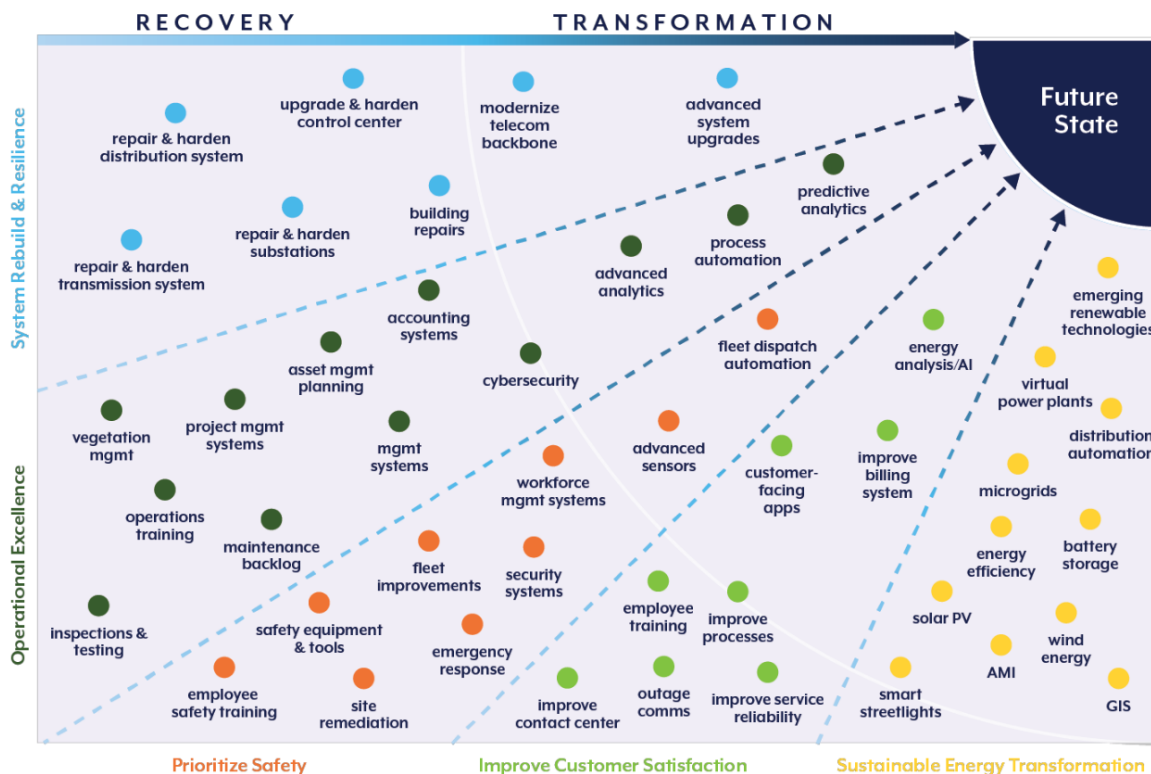 RECOVERY
TRANSFORMATION
Future
State
System Rebuild & Resilience
Operational Excellence
upgrade & harden
control center
repair & harden
distribution system
modernize
telecom
backbone
advanced
system
upgrades
building
repairs
repair & harden
substations
repair & harden
transmission system
predictive
analytics
process
automation
advanced
analytics
accounting
systems
asset mgmt
planning
cybersecurity
vegetation
mgmt
project mgmt
systems
mgmt
systems
operations
training
maintenance
backlog
inspections &
testing
fleet dispatch
automation
advanced
sensors
workforce
mgmt systems
fleet
improvements
security
systems
safety equipment
& tools
emergency
response
employee
safety training
site
remediation
energy
analysis/AI
customer-
facing
apps
improve
billing
system
employee
training
improve
processes
improve
contact center
outage
comms
improve service
reliability
emerging
renewable
technologies
virtual
power plants
distribution
automation
microgrids
energy
efficiency
battery
storage
solar PV
wind
energy
AMI
smart
streetlights
GIS
Prioritize Safety
Improve Customer Satisfaction
Sustainable Energy Transformation